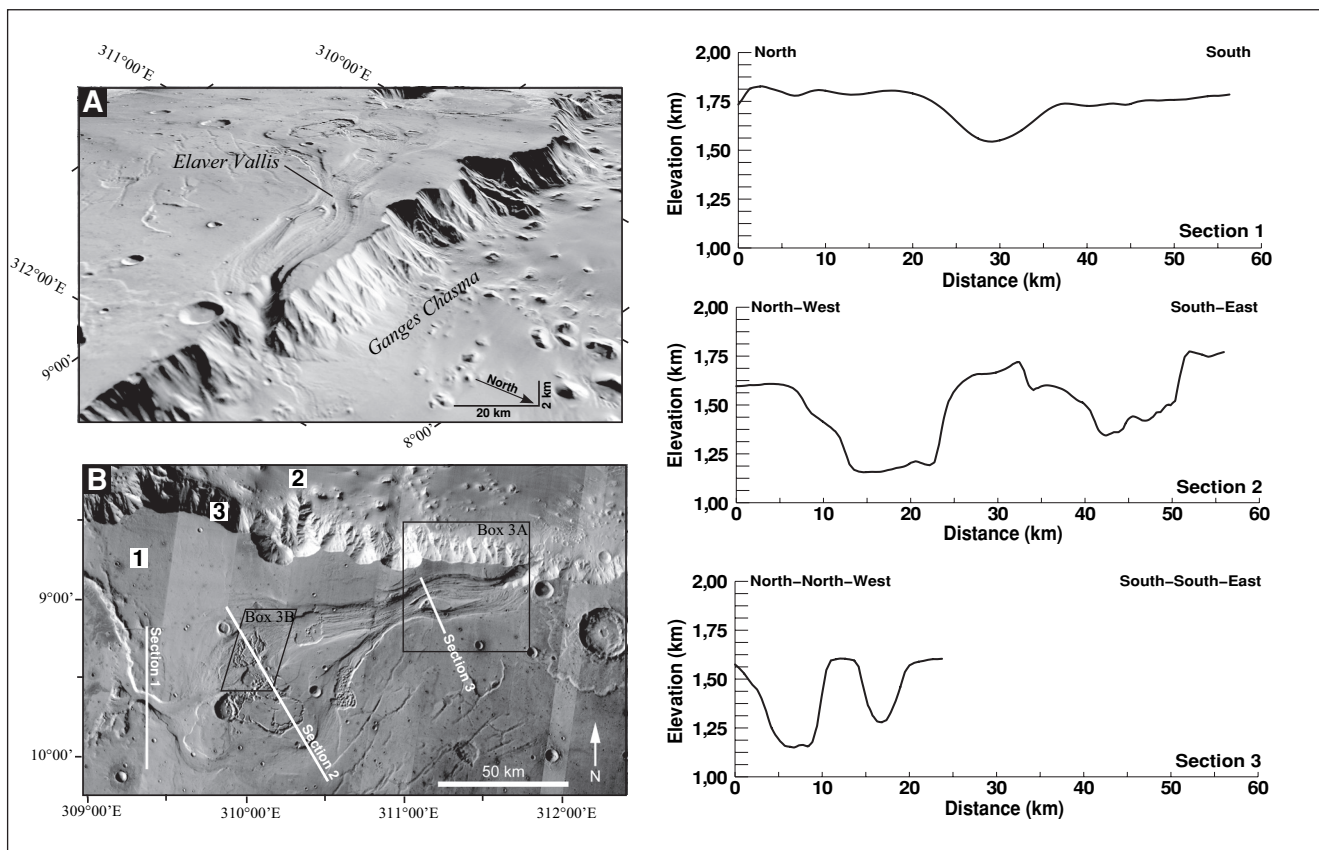 311°00'E
310°00'E
A
Elaver Vallis
312°00'E
Ganges Chasma
9°00'
North
20 km
2 km
8°00'
B
2
3
1
Box 3A
9°00'
Box 3B
Section 1
Section 3
Section 2
10°00'
50 km
N
309°00'E
310°00'E
311°00'E
312°00'E
2,00
1,75
1,50
1,25
1,00
Elevation (km)
North
South
Section 1
0
10
20
30
40
50
60
Distance (km)
2,00
1,75
1,50
1,25
1,00
Elevation (km)
North–West
South–East
Section 2
0
10
20
30
40
50
60
Distance (km)
2,00
1,75
1,50
1,25
1,00
Elevation (km)
North–North–West
South–South–East
Section 3
0
10
20
30
40
50
60
Distance (km)